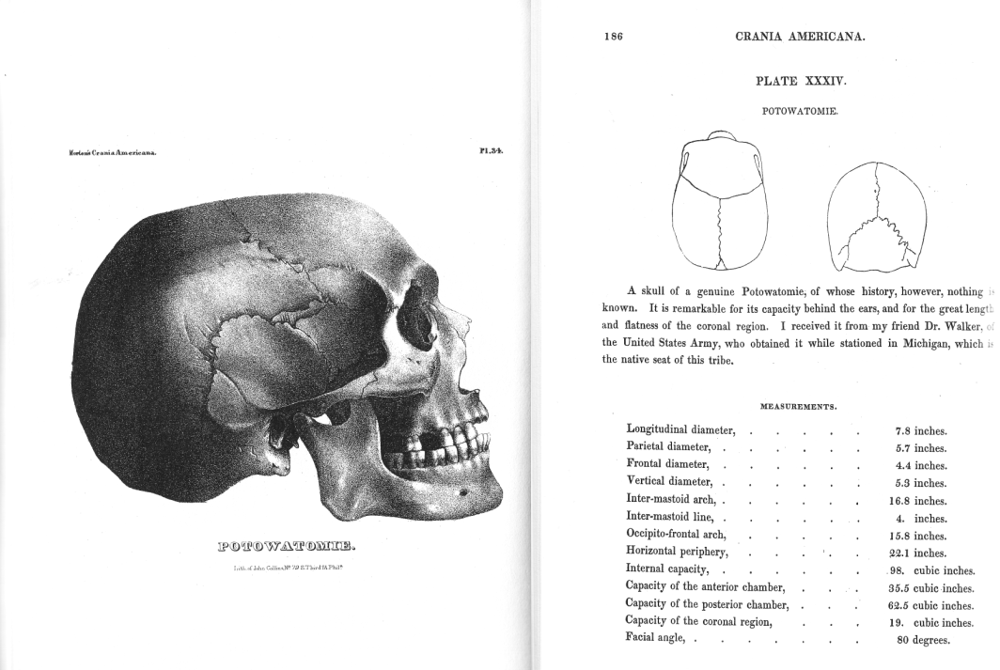 Morton's Crania Americana.
Pl.34.
POTOWATOMIE.
Lith. of John Collins, No 79 S. Third St. Phila
186
CRANIA AMERICANA.
PLATE XXXIV.
POTOWATOMIE.
A skull of a genuine Potowatomie, of whose history, however, nothing is
known. It is remarkable for its capacity behind the ears, and for the great length
and flatness of the coronal region. I received it from my friend Dr. Walker, of
the United States Army, who obtained it while stationed in Michigan, which is
the native seat of this tribe.
MEASUREMENTS.
Longitudinal diameter, . . . . . 7.8 inches.
Parietal diameter, . . . . . . 5.7 inches.
Frontal diameter, . . . . . . 4.4 inches.
Vertical diameter, . . . . . . 5.3 inches.
Inter-mastoid arch, . . . . . . 16.8 inches.
Inter-mastoid line, . . . . . . 4. inches.
Occipito-frontal arch, . . . . . 15.8 inches.
Horizontal periphery, . . . . . 22.1 inches.
Internal capacity, . . . . . . 98. cubic inches.
Capacity of the anterior chamber, . . . 35.5 cubic inches.
Capacity of the posterior chamber, . . . 62.5 cubic inches.
Capacity of the coronal region, . . . 19. cubic inches.
Facial angle, . . . . . . . 80 degrees.